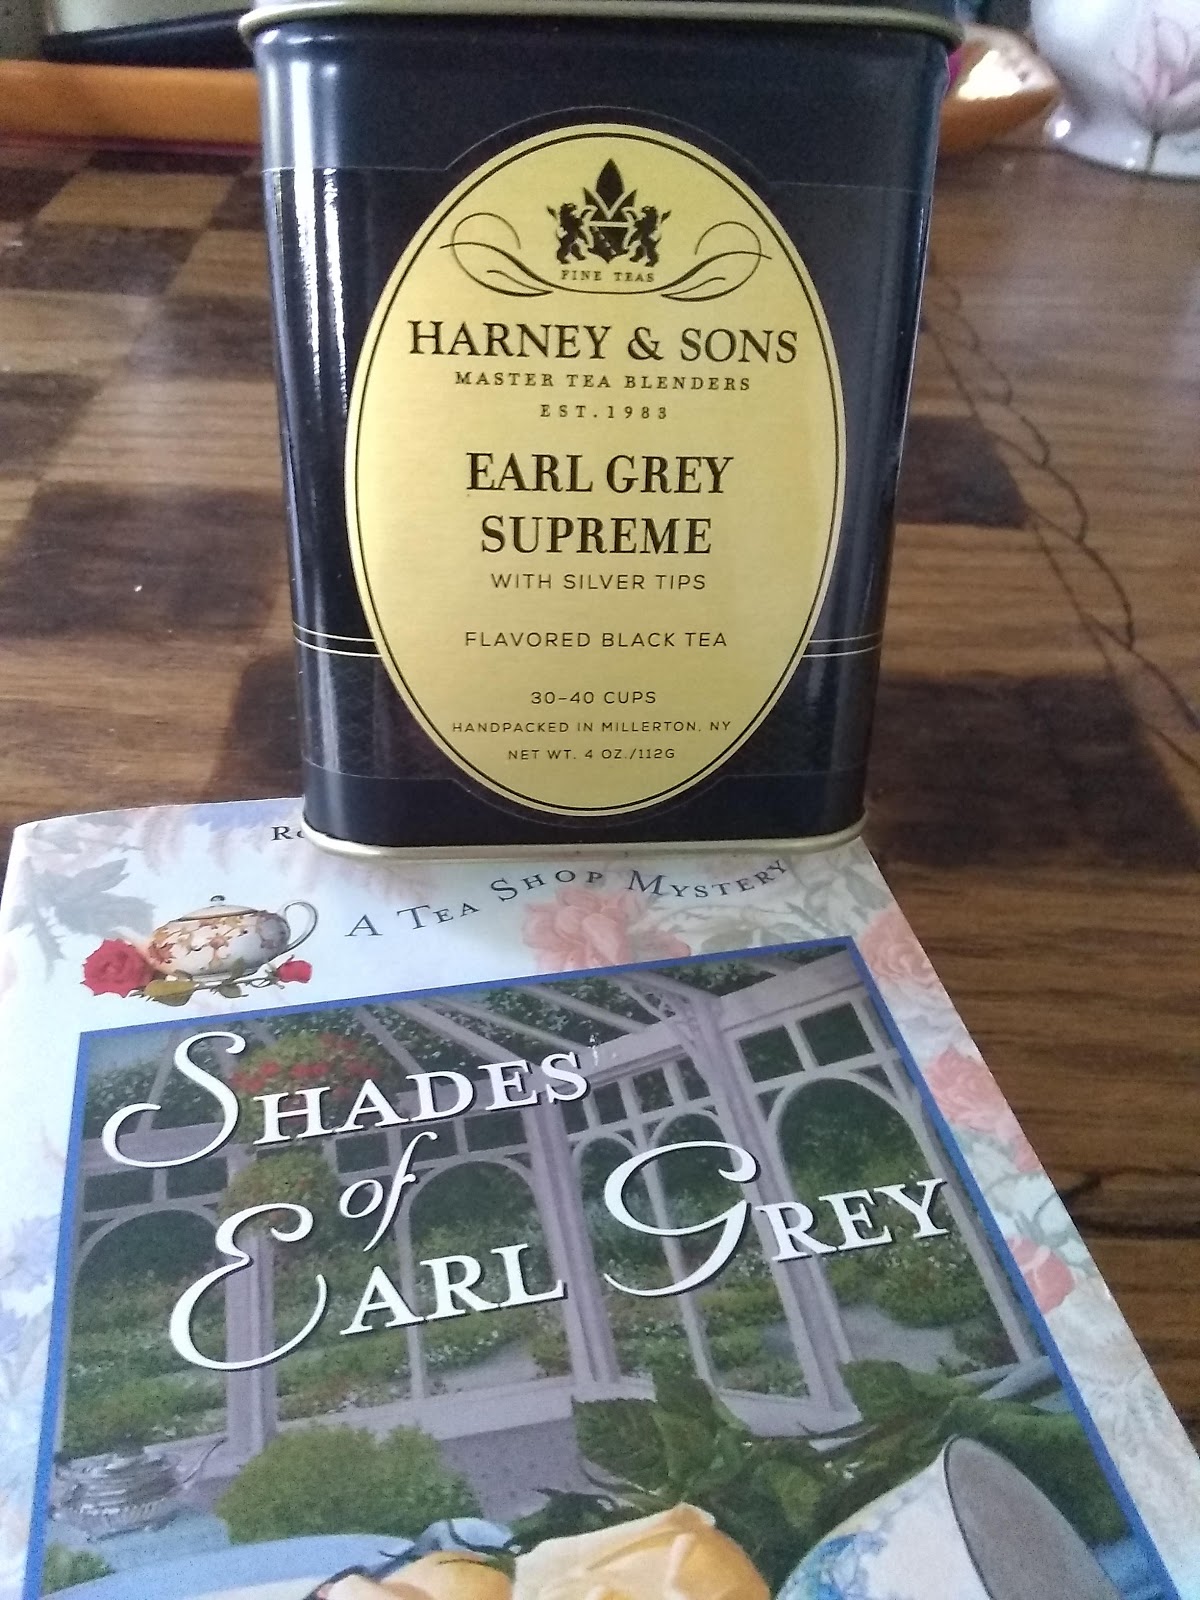 FINE TEAS
HARNEY & SONS
MASTER TEA BLENDERS
EST. 1983
EARL GREY
SUPREME
WITH SILVER TIPS
FLAVORED BLACK TEA
30-40 CUPS
HANDPACKED IN MILLERTON, NY
NET WT. 4 OZ./112G
A TEA SHOP MYSTERY
SHADES
of
EARL GREY